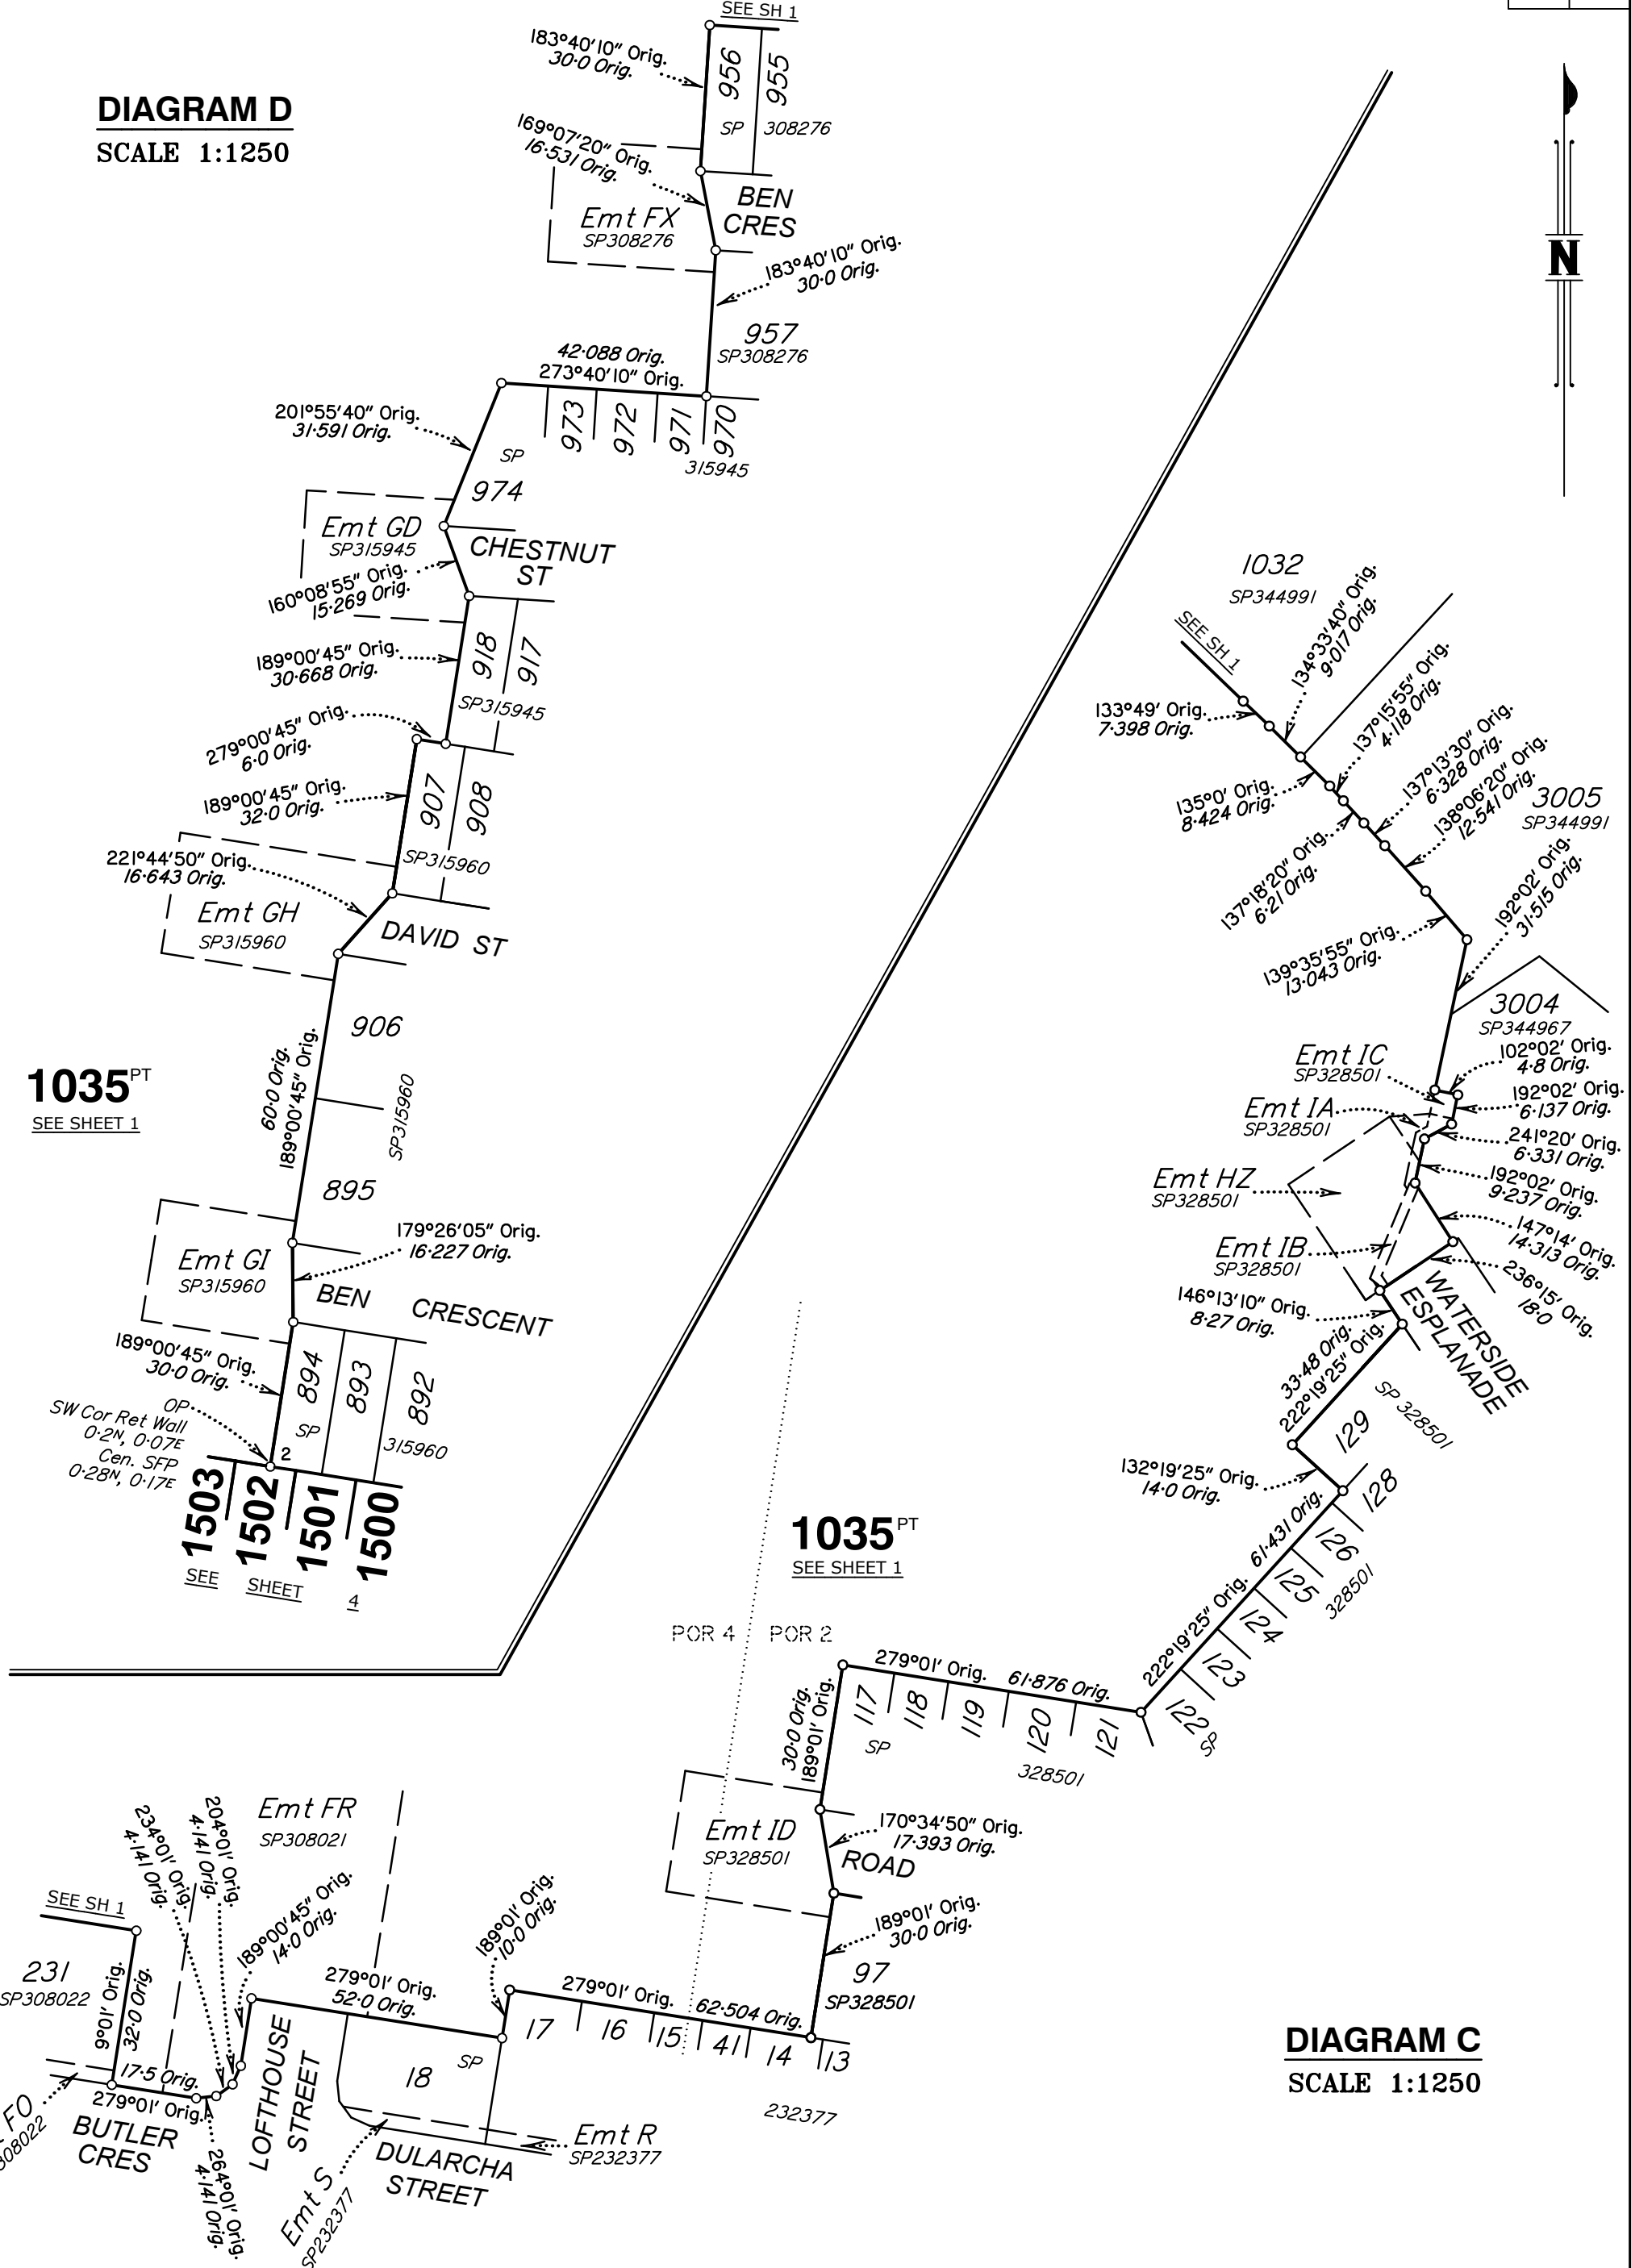 DIAGRAM D
SCALE 1:1250
SEE SH 1
183°40'10" Orig.
30·0 Orig.
956
955
SP 308276
169°07'20" Orig.
16·531 Orig.
BEN
CRES
Emt FX
SP308276
183°40'10" Orig.
30·0 Orig.
957
SP308276
42·088 Orig.
273°40'10" Orig.
973
972
971
970
315945
201°55'40" Orig.
31·591 Orig.
SP
974
Emt GD
SP315945
CHESTNUT
ST
160°08'55" Orig.
15·269 Orig.
918
917
189°00'45" Orig.
30·668 Orig.
SP315945
279°00'45" Orig.
6·0 Orig.
189°00'45" Orig.
32·0 Orig.
907
908
SP315960
221°44'50" Orig.
16·643 Orig.
Emt GH
SP315960
DAVID ST
906
60·0 Orig.
189°00'45" Orig.
SP315960
1035 PT
SEE SHEET 1
895
179°26'05" Orig.
16·227 Orig.
Emt GI
SP315960
BEN CRESCENT
189°00'45" Orig.
30·0 Orig.
894
893
892
SP
315960
OP
SW Cor Ret Wall
0·2N, 0·07E
Cen. SFP
0·28N, 0·17E
2
1503
1502
1501
1500
SEE SHEET 4
N
1032
SP344991
SEE SH 1
134°33'40" Orig.
9·017 Orig.
133°49' Orig.
7·398 Orig.
137°15'55" Orig.
4·118 Orig.
135°0' Orig.
8·424 Orig.
137°13'30" Orig.
6·328 Orig.
138°06'20" Orig.
12·541 Orig.
3005
SP344991
137°18'20" Orig.
6·21 Orig.
192°02' Orig.
31·515 Orig.
139°35'55" Orig.
13·043 Orig.
3004
SP344967
Emt IC
SP328501
102°02' Orig.
4·8 Orig.
192°02' Orig.
6·137 Orig.
Emt IA
SP328501
241°20' Orig.
6·331 Orig.
Emt HZ
SP328501
192°02' Orig.
9·237 Orig.
147°14' Orig.
14·313 Orig.
Emt IB
SP328501
236°15' Orig.
18·0
WATERSIDE
ESPLANADE
146°13'10" Orig.
8·27 Orig.
33·48 Orig.
222°19'25" Orig.
SP 328501
129
132°19'25" Orig.
14·0 Orig.
128
126
125
124
123
122
SP
328501
222°19'25" Orig. 61·431 Orig.
1035 PT
SEE SHEET 1
POR 4 POR 2
279°01' Orig. 61·876 Orig.
117
118
119
120
121
SP
328501
30·0 Orig.
189°01' Orig.
Emt ID
SP328501
170°34'50" Orig.
17·393 Orig.
ROAD
189°01' Orig.
30·0 Orig.
97
SP328501
Emt FR
SP308021
234°01' Orig.
4·141 Orig.
204°01' Orig.
4·141 Orig.
189°00'45" Orig.
14·0 Orig.
SEE SH 1
231
SP308022
9°01' Orig.
32·0 Orig.
279°01' Orig.
52·0 Orig.
189°01' Orig.
10·0 Orig.
279°01' Orig. 62·504 Orig.
17
16
15
41
14
13
18
SP
232377
17·5 Orig.
279°01' Orig.
FO
308022
BUTLER
CRES
264°01' Orig.
4·141 Orig.
LOFTHOUSE
STREET
Emt S
SP232377
DULARCHA
STREET
Emt R
SP232377
DIAGRAM C
SCALE 1:1250